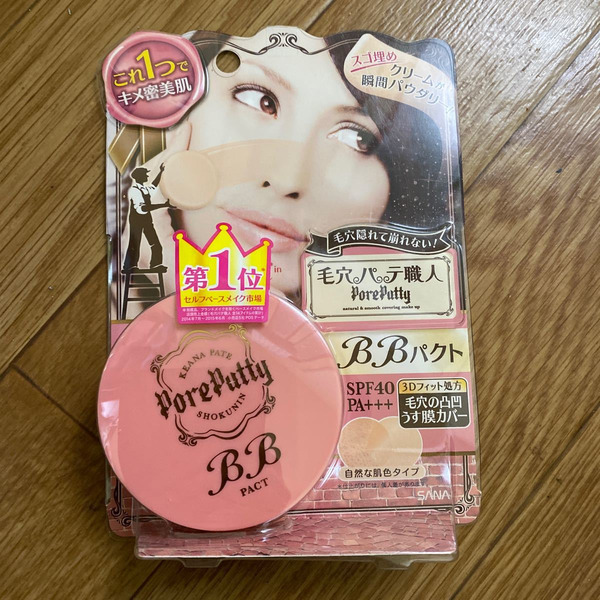 これ1つで
キメ密美肌
スゴ埋め
クリームが
瞬間パウダリー
毛穴隠れて崩れない!
毛穴パテ職人
PorePutty
natural & smooth covering make up
第1位
in
セルフベースメイク市場
BBパクト
SPF40
PA+++
3Dフィット処方
毛穴の凸凹
うす膜カバー
自然な肌色タイプ
SANA
KEANA PATE
PorePutty
SHOKUNIN
BB
PACT